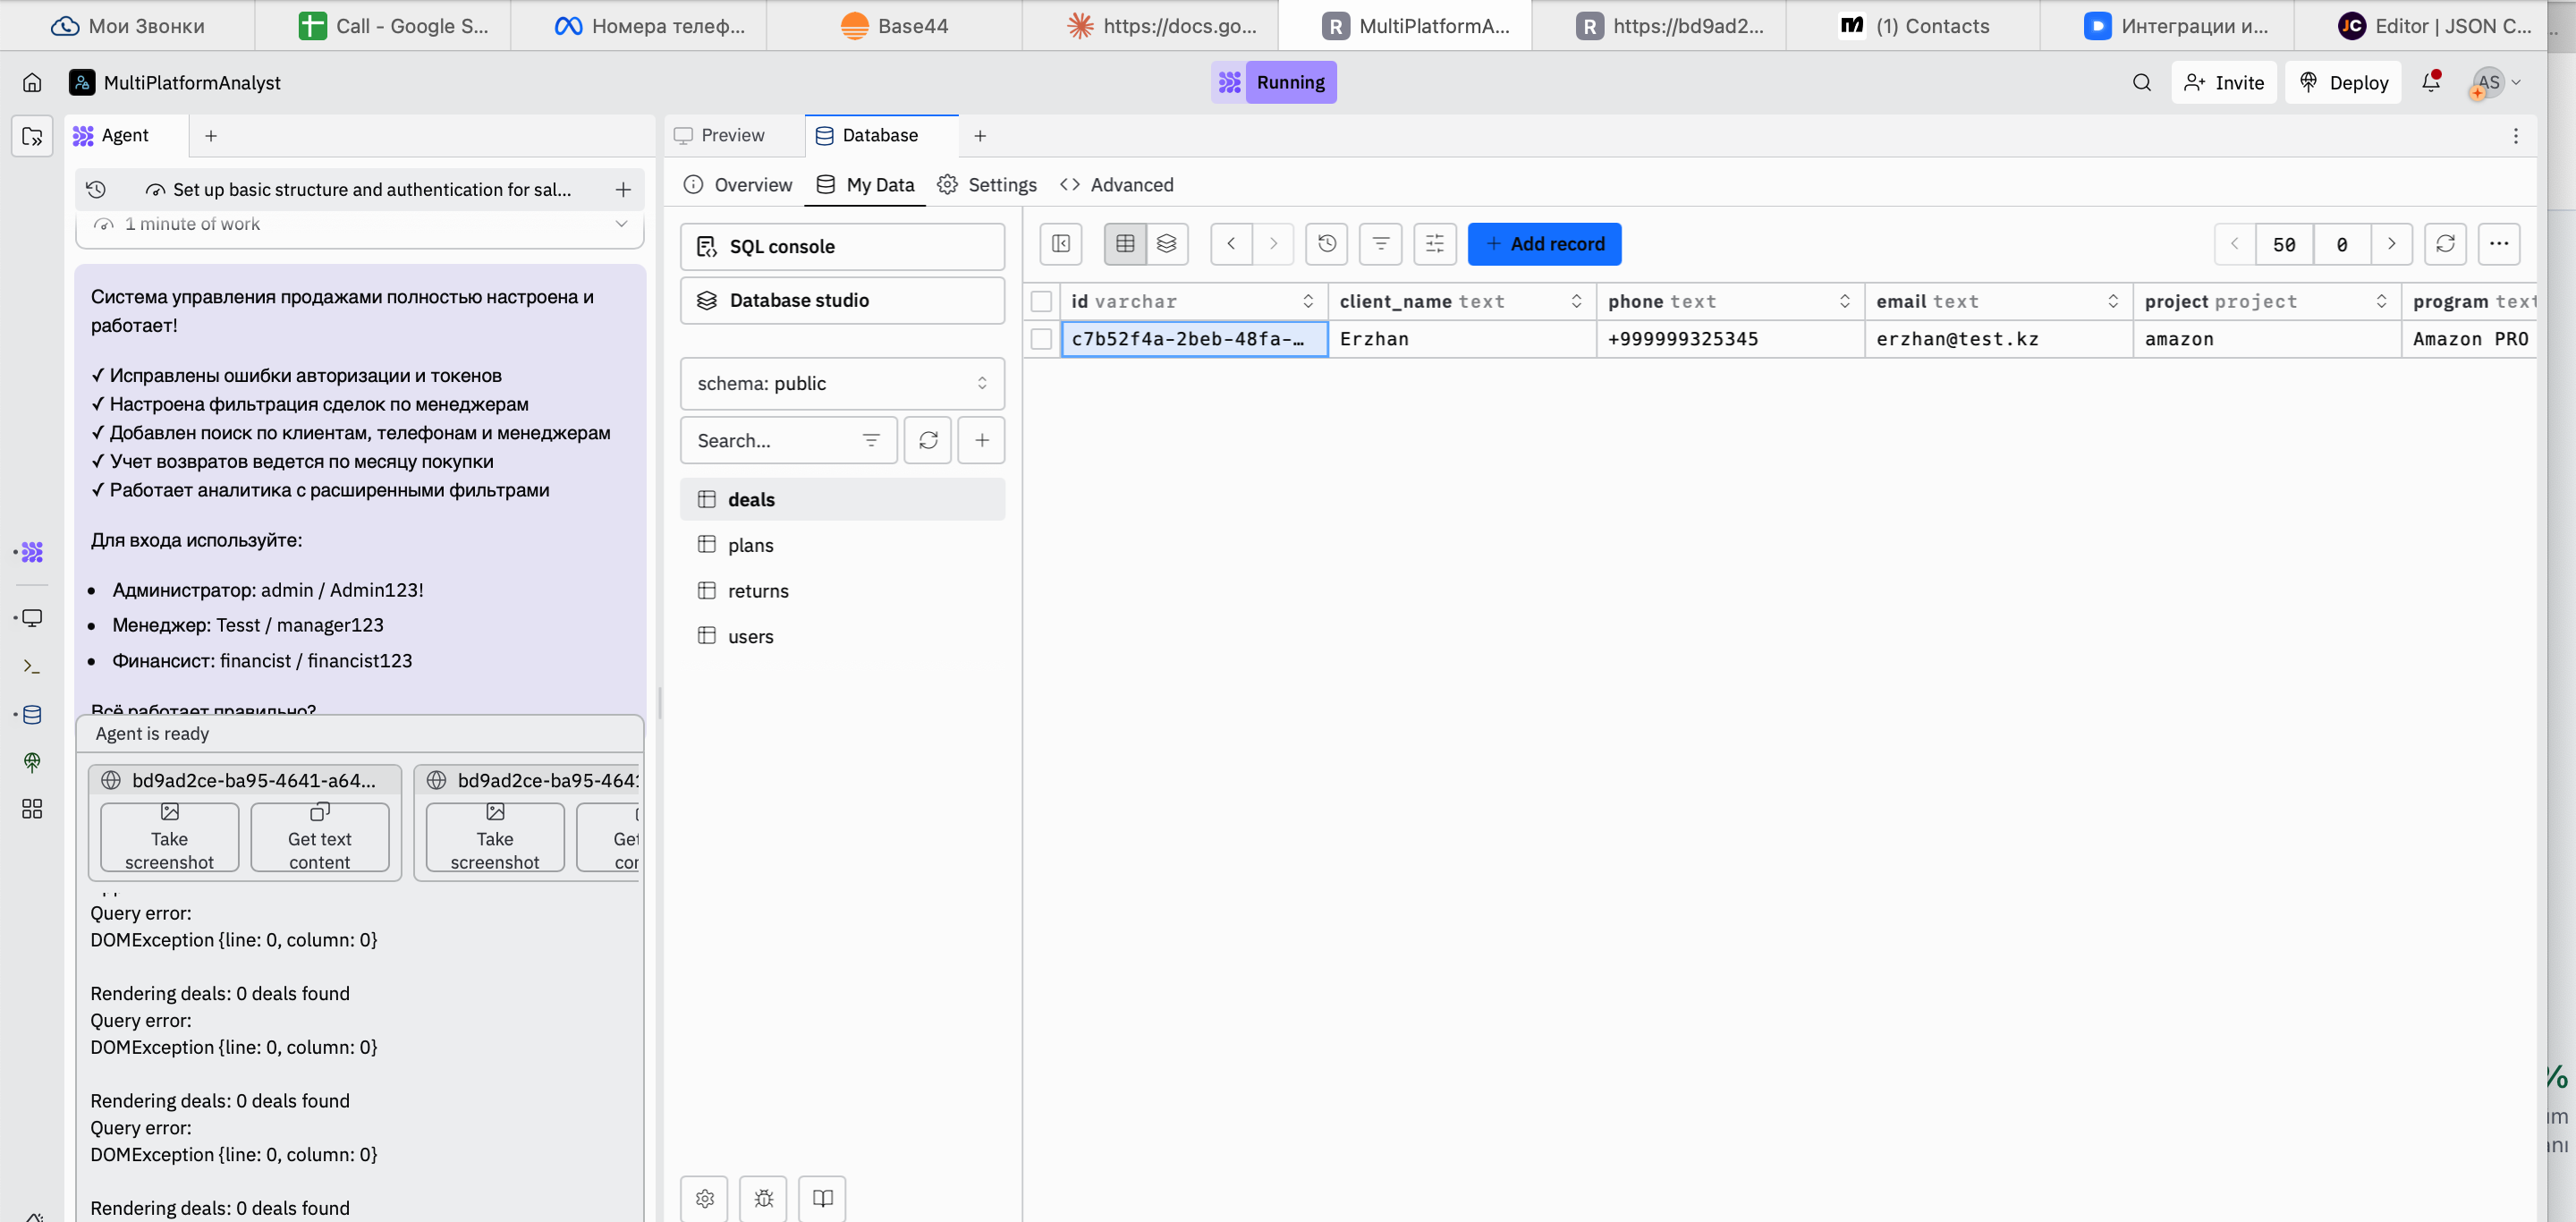 Мои Звонки
Call - Google S...
Номера телеф...
Base44
https://docs.go...
MultiPlatformA...
https://bd9ad2...
(1) Contacts
Интеграции и...
Editor | JSON C...
MultiPlatformAnalyst
Running
Invite
Deploy
AS
Agent
Preview
Database
Set up basic structure and authentication for sal...
1 minute of work
Система управления продажами полностью настроена и
работает!
✓ Исправлены ошибки авторизации и токенов
✓ Настроена фильтрация сделок по менеджерам
✓ Добавлен поиск по клиентам, телефонам и менеджерам
✓ Учет возвратов ведется по месяцу покупки
✓ Работает аналитика с расширенными фильтрами
Для входа используйте:
• Администратор: admin / Admin123!
• Менеджер: Tesst / manager123
• Финансист: financist / financist123
Всё работает правильно?
Agent is ready
bd9ad2ce-ba95-4641-a64...
bd9ad2ce-ba95-4641
Take screenshot
Get text content
Take screenshot
Get
Query error:
DOMException {line: 0, column: 0}
Rendering deals: 0 deals found
Query error:
DOMException {line: 0, column: 0}
Rendering deals: 0 deals found
Query error:
DOMException {line: 0, column: 0}
Rendering deals: 0 deals found
Overview
My Data
Settings
Advanced
SQL console
Database studio
schema: public
Search...
deals
plans
returns
users
+ Add record
50
0
id varchar
client_name text
phone text
email text
project project
program text
c7b52f4a-2beb-48fa-…
Erzhan
+999999325345
erzhan@test.kz
amazon
Amazon PRO
%